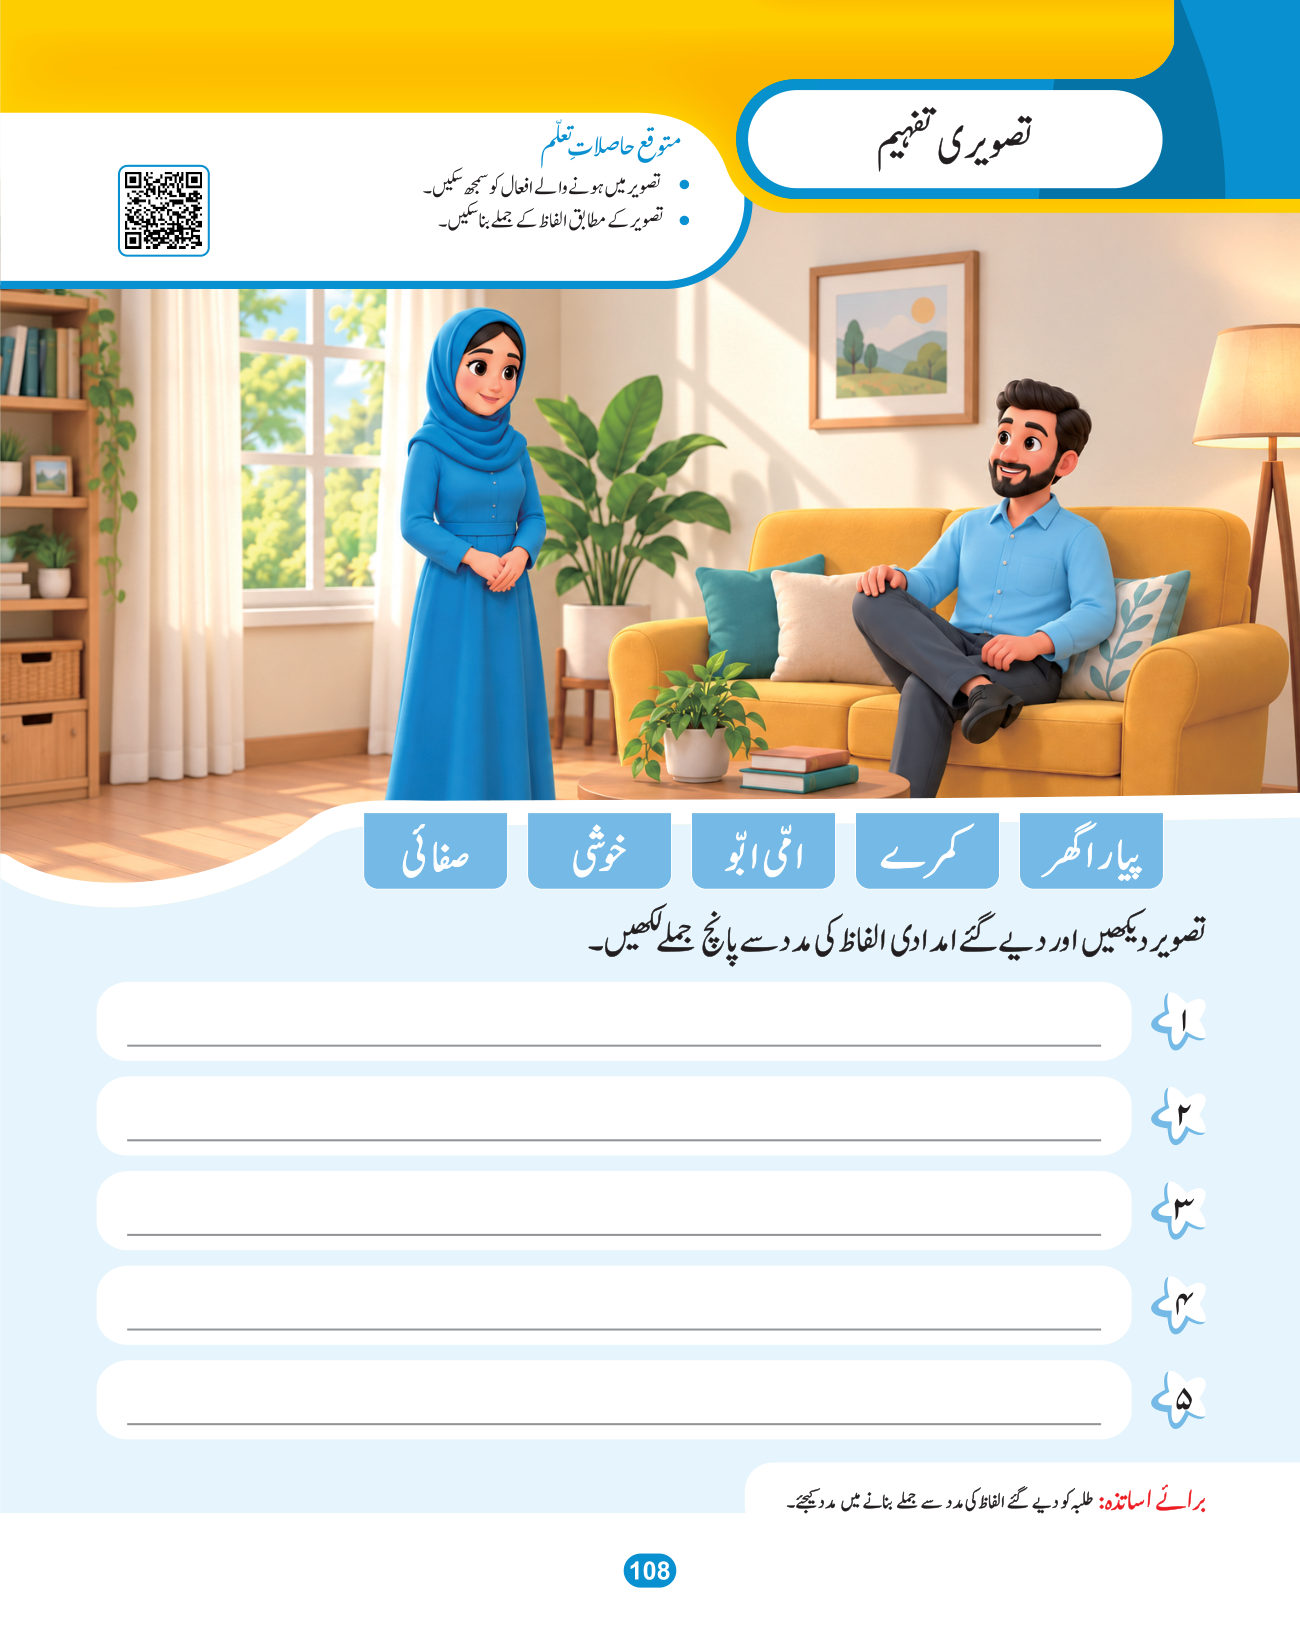 تصویری تفہیم
متوقع حاصلاتِ تعلّم
• تصویر میں ہونے والے افعال کو سمجھ سکیں۔
• تصویر کے مطابق الفاظ کے جملے بنا سکیں۔
پیارا گھر
کمرے
امّی ابّو
خوشی
صفائی
تصویر دیکھیں اور دیے گئے امدادی الفاظ کی مدد سے پانچ جملے لکھیں۔
۱
۲
۳
۴
۵
برائے اساتذہ: طلبہ کو دیے گئے الفاظ کی مدد سے جملے بنانے میں مدد کیجئے۔
108